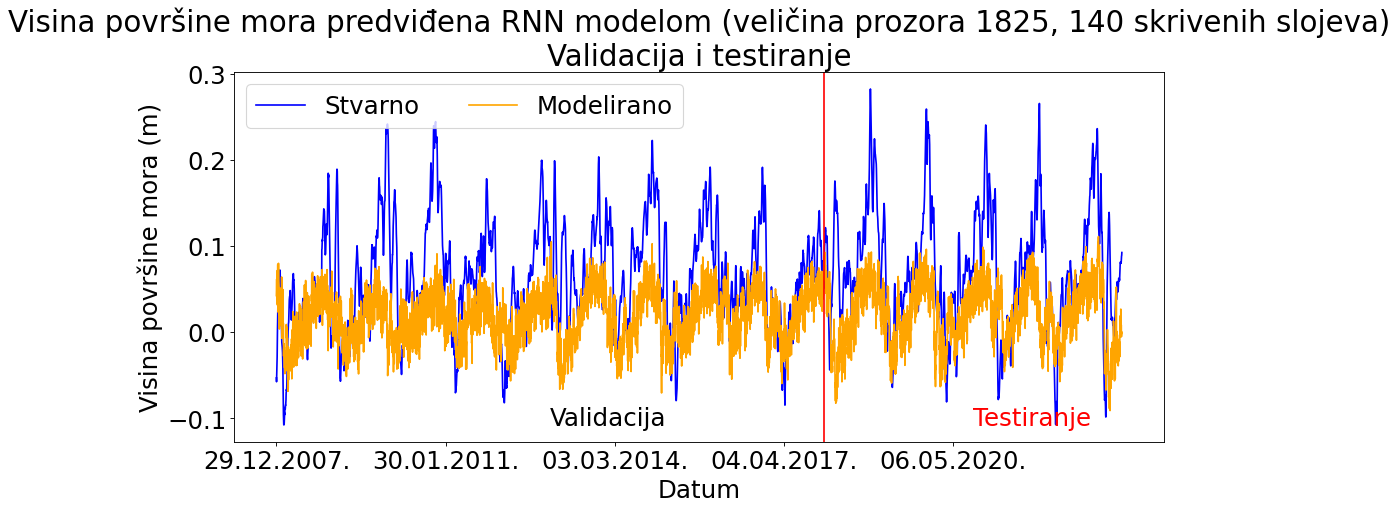 Visina površine mora predviđena RNN modelom (veličina prozora 1825, 140 skrivenih slojeva)
Validacija i testiranje
Stvarno
Modelirano
Visina površine mora (m)
0.3
0.2
0.1
0.0
−0.1
Validacija
Testiranje
29.12.2007.
30.01.2011.
03.03.2014.
04.04.2017.
06.05.2020.
Datum